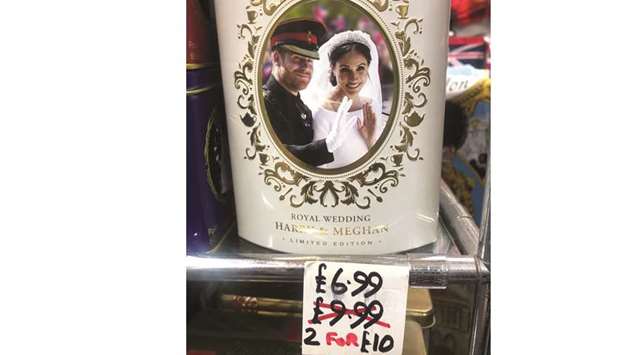 ROYAL WEDDING
HARRY & MEGHAN
· LIMITED EDITION ·
£6.99
£9.99
2 FOR £10